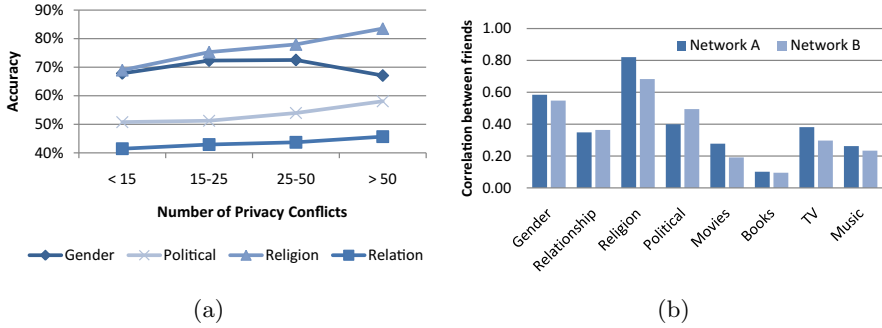 90%
80%
70%
60%
50%
40%
Accuracy
< 15
15-25
25-50
> 50
Number of Privacy Conflicts
Gender
Political
Religion
Relation
(a)
1.00
0.80
0.60
0.40
0.20
0.00
Correlation between friends
Network A
Network B
Gender
Relationship
Religion
Political
Movies
Books
TV
Music
(b)